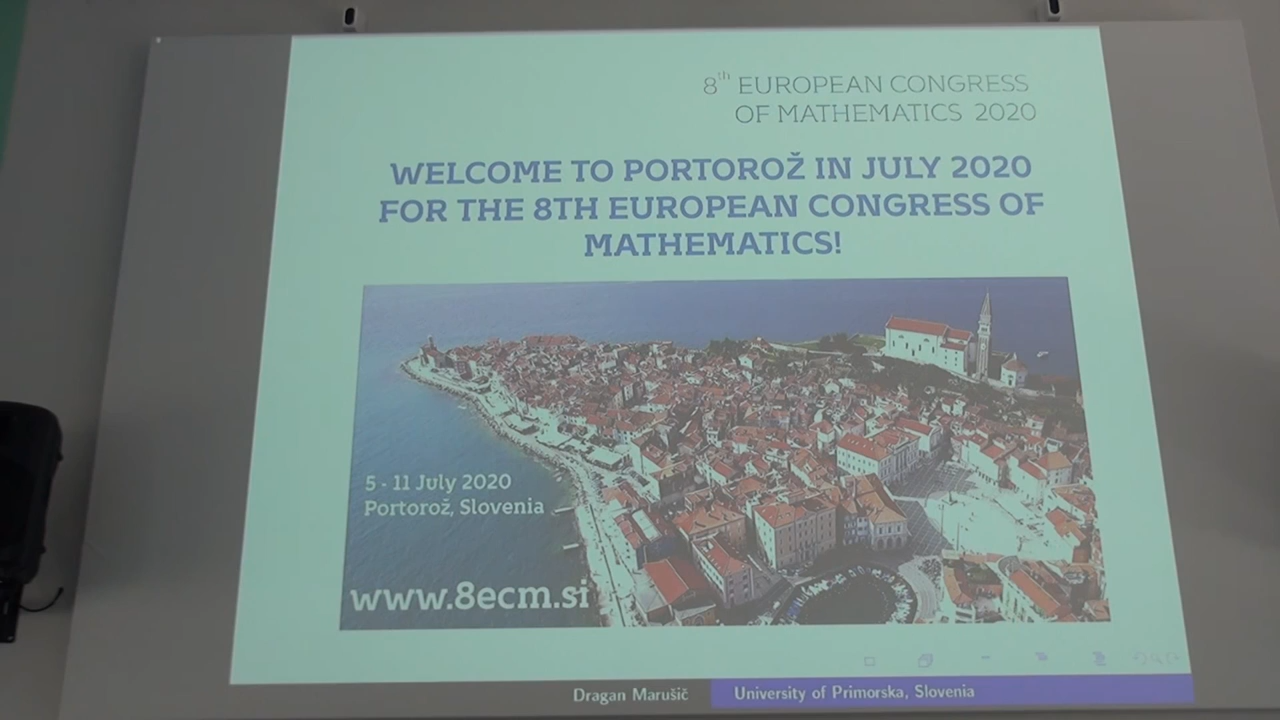 8th EUROPEAN CONGRESS
OF MATHEMATICS 2020
WELCOME TO PORTOROŽ IN JULY 2020
FOR THE 8TH EUROPEAN CONGRESS OF
MATHEMATICS!
5 - 11 July 2020
Portorož, Slovenia
www.8ecm.si
Dragan Marušič University of Primorska, Slovenia